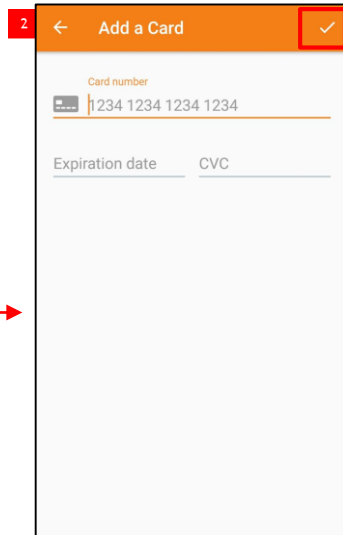 2
Add a Card
Card number
1234 1234 1234 1234
Expiration date CVC